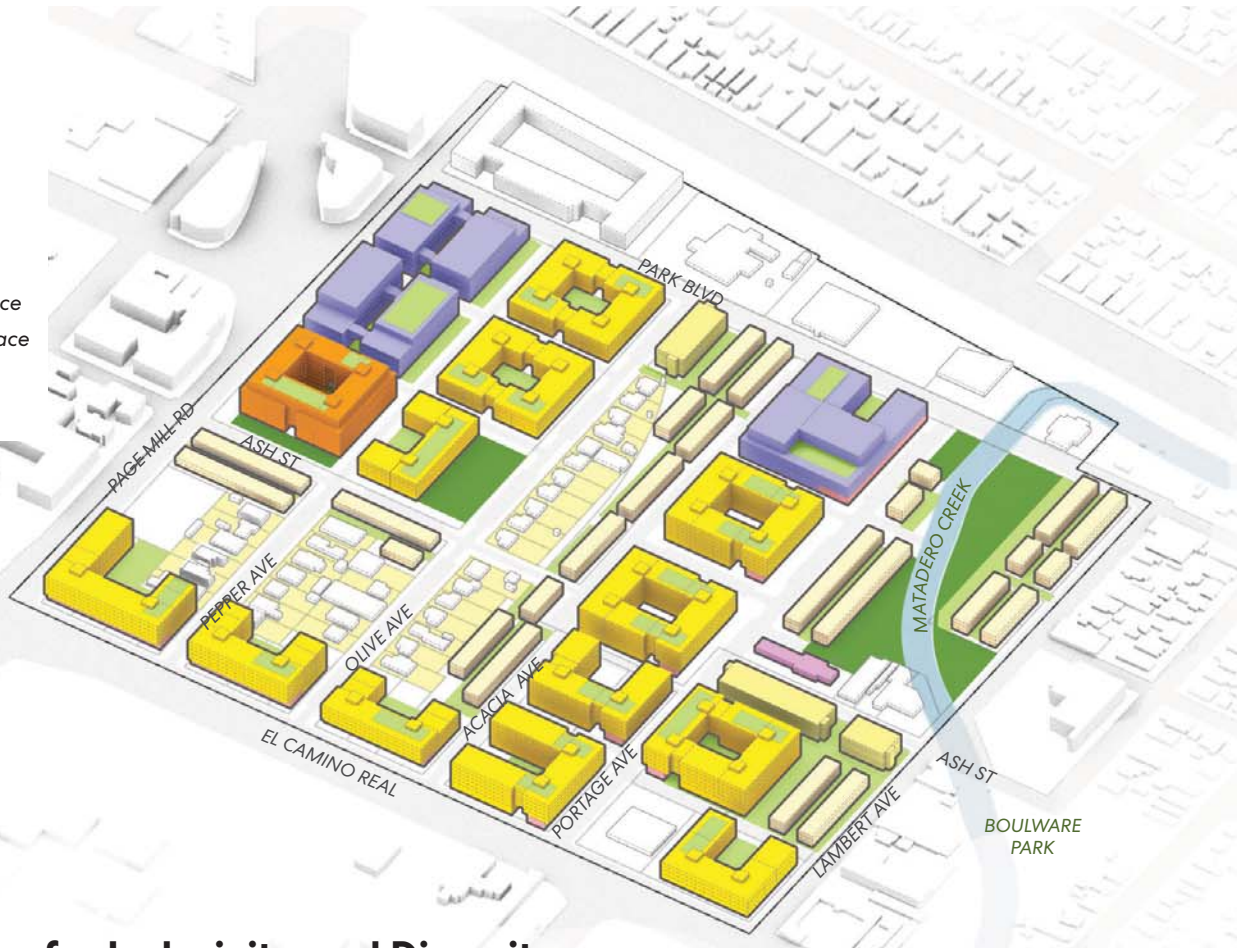 PARK BLVD
ace
PAGE MILL RD
ASH ST
MATADERO CREEK
PEPPER AVE
OLIVE AVE
ACACIA AVE
EL CAMINO REAL
PORTAGE AVE
ASH ST
LAMBERT AVE
BOULWARE
PARK